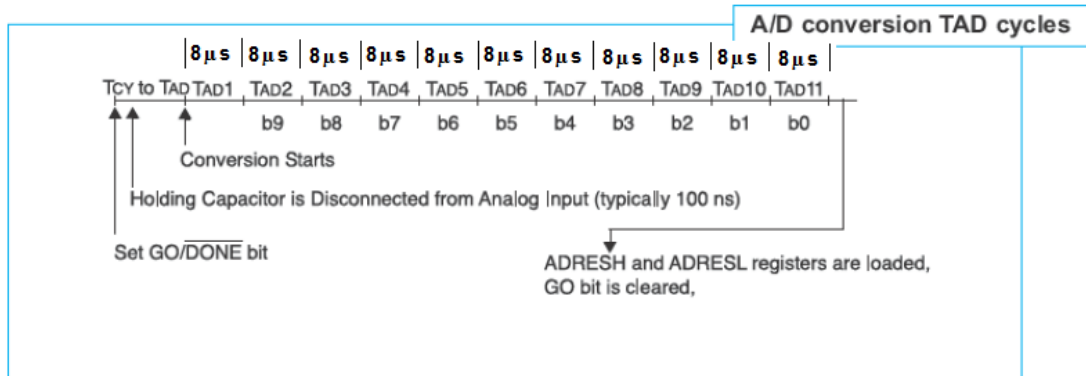 A/D conversion TAD cycles
|8μs |8μs |8μs |8μs |8μs |8μs |8μs |8μs |8μs |8μs |8μs |
TCY to TAD TAD1 TAD2 TAD3 TAD4 TAD5 TAD6 TAD7 TAD8 TAD9 TAD10 TAD11
b9 b8 b7 b6 b5 b4 b3 b2 b1 b0
Conversion Starts
Holding Capacitor is Disconnected from Analog Input (typically 100 ns)
Set GO/DONE bit
ADRESH and ADRESL registers are loaded,
GO bit is cleared,